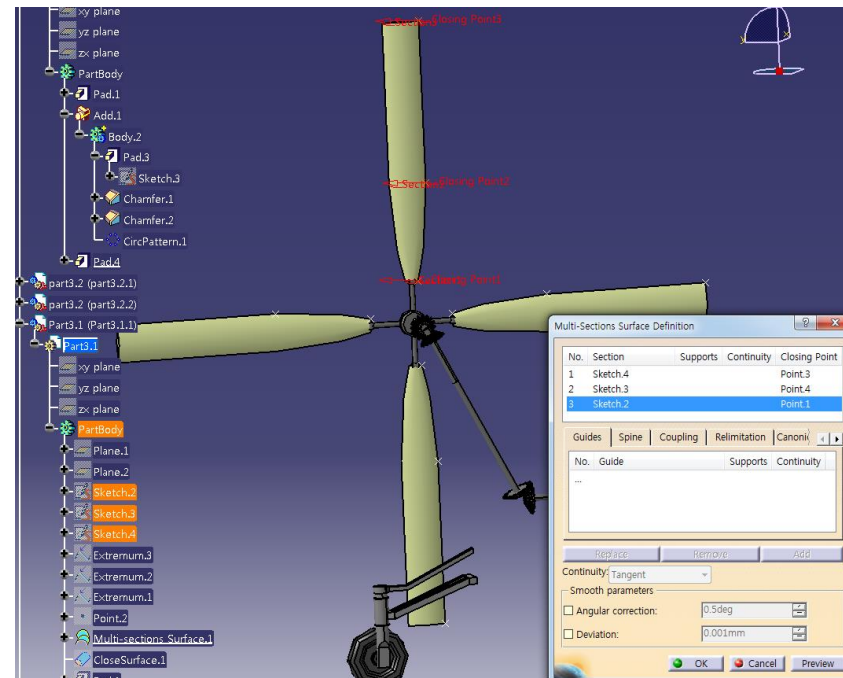 xy plane
yz plane
zx plane
PartBody
Pad.1
Add.1
Body.2
Pad.3
Sketch.3
Chamfer.1
Chamfer.2
CircPattern.1
Pad.4
part3.2 (part3.2.1)
part3.2 (part3.2.2)
Part3.1 (Part3.1.1)
Part3.1
xy plane
yz plane
zx plane
PartBody
Plane.1
Plane.2
Sketch.2
Sketch.3
Sketch.4
Extremum.3
Extremum.2
Extremum.1
Point.2
Multi-sections Surface.1
CloseSurface.1
Closing Point3
Closing Point2
Multi-Sections Surface Definition
No. Section Supports Continuity Closing Point
1 Sketch.4 Point.3
2 Sketch.3 Point.4
3 Sketch.2 Point.1
Guides Spine Coupling Relimitation
No. Guide Supports Continuity
...
Replace Remove Add
Continuity: Tangent
Smooth parameters
Angular correction: 0.5deg
Deviation: 0.001mm
OK Cancel Preview